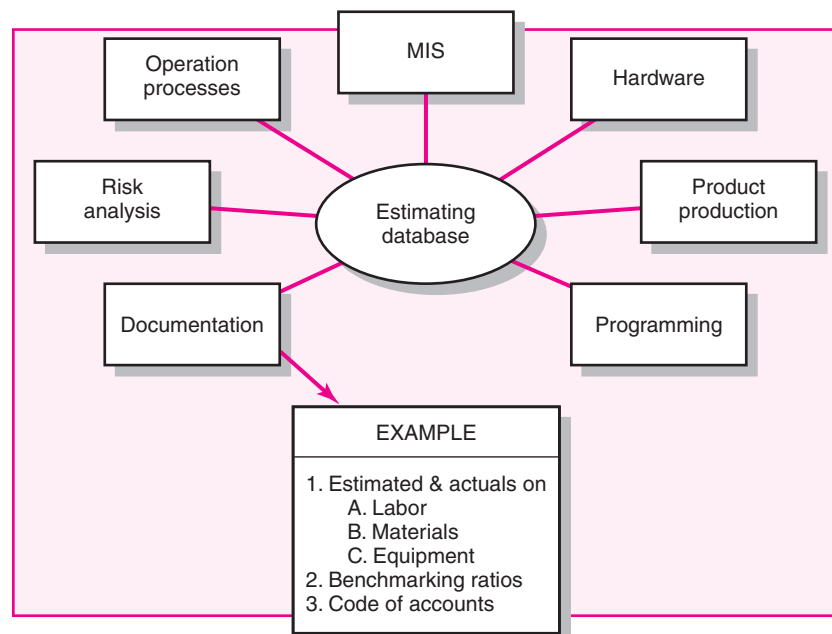 MIS
Operation
processes
Hardware
Risk
analysis
Estimating
database
Product
production
Documentation
Programming
EXAMPLE
1. Estimated & actuals on
A. Labor
B. Materials
C. Equipment
2. Benchmarking ratios
3. Code of accounts